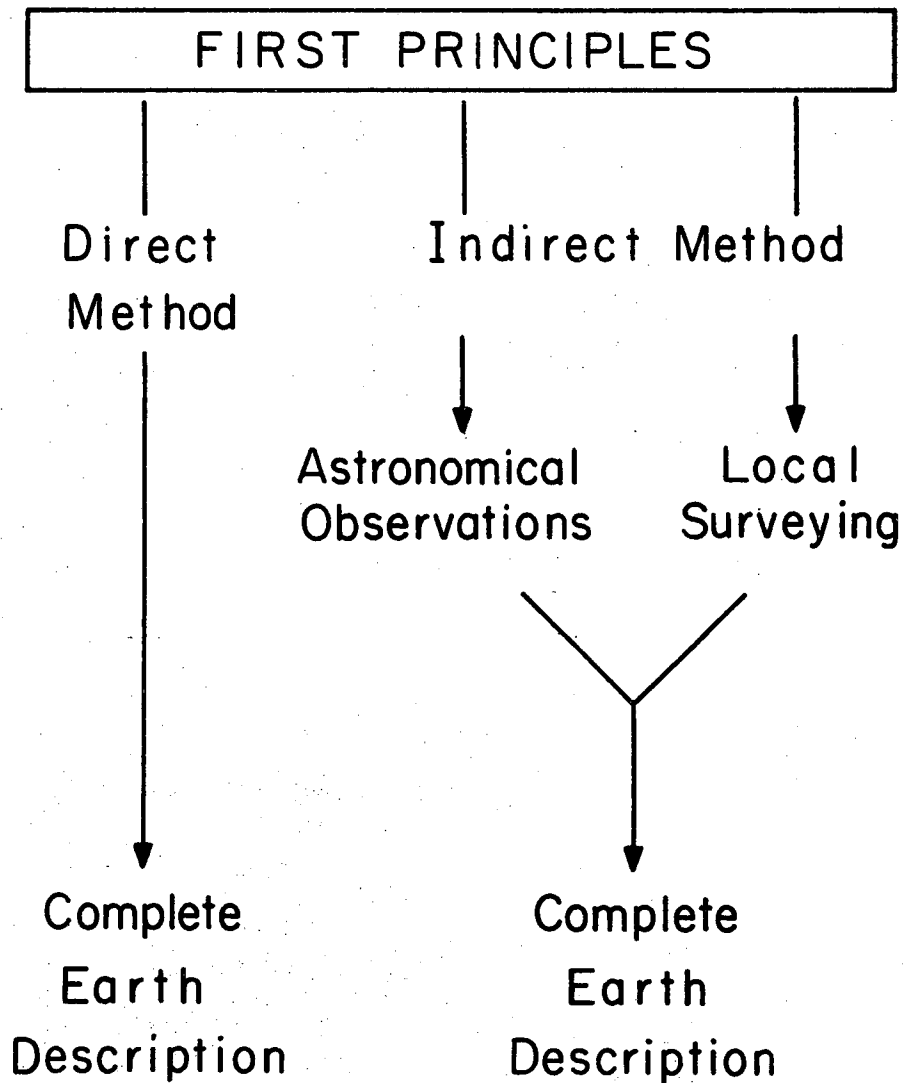 FIRST PRINCIPLES
Direct
Method
Indirect Method
Astronomical
Observations
Local
Surveying
Complete
Earth
Description
Complete
Earth
Description